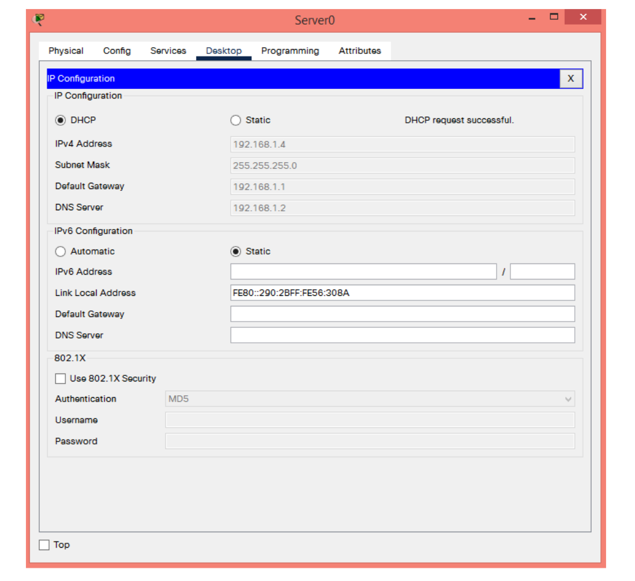 Server0
Physical Config Services Desktop Programming Attributes
IP Configuration X
IP Configuration
DHCP Static DHCP request successful.
IPv4 Address 192.168.1.4
Subnet Mask 255.255.255.0
Default Gateway 192.168.1.1
DNS Server 192.168.1.2
IPv6 Configuration
Automatic Static
IPv6 Address /
Link Local Address FE80::290:2BFF:FE56:308A
Default Gateway
DNS Server
802.1X
Use 802.1X Security
Authentication MD5
Username
Password
Top